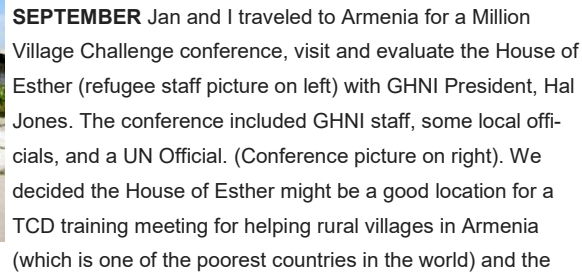 SEPTEMBER Jan and I traveled to Armenia for a Million
Village Challenge conference, visit and evaluate the House of
Esther (refugee staff picture on left) with GHNI President, Hal
Jones. The conference included GHNI staff, some local offi-
cials, and a UN Official. (Conference picture on right). We
decided the House of Esther might be a good location for a
TCD training meeting for helping rural villages in Armenia
(which is one of the poorest countries in the world) and the